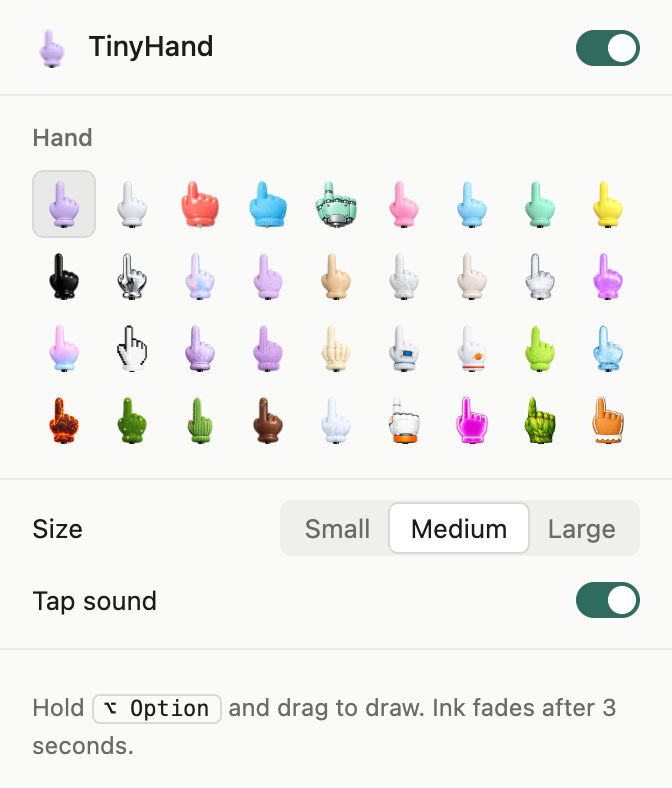 TinyHand
Hand
Size
Small Medium Large
Tap sound
Hold ⌥ Option and drag to draw. Ink fades after 3
seconds.